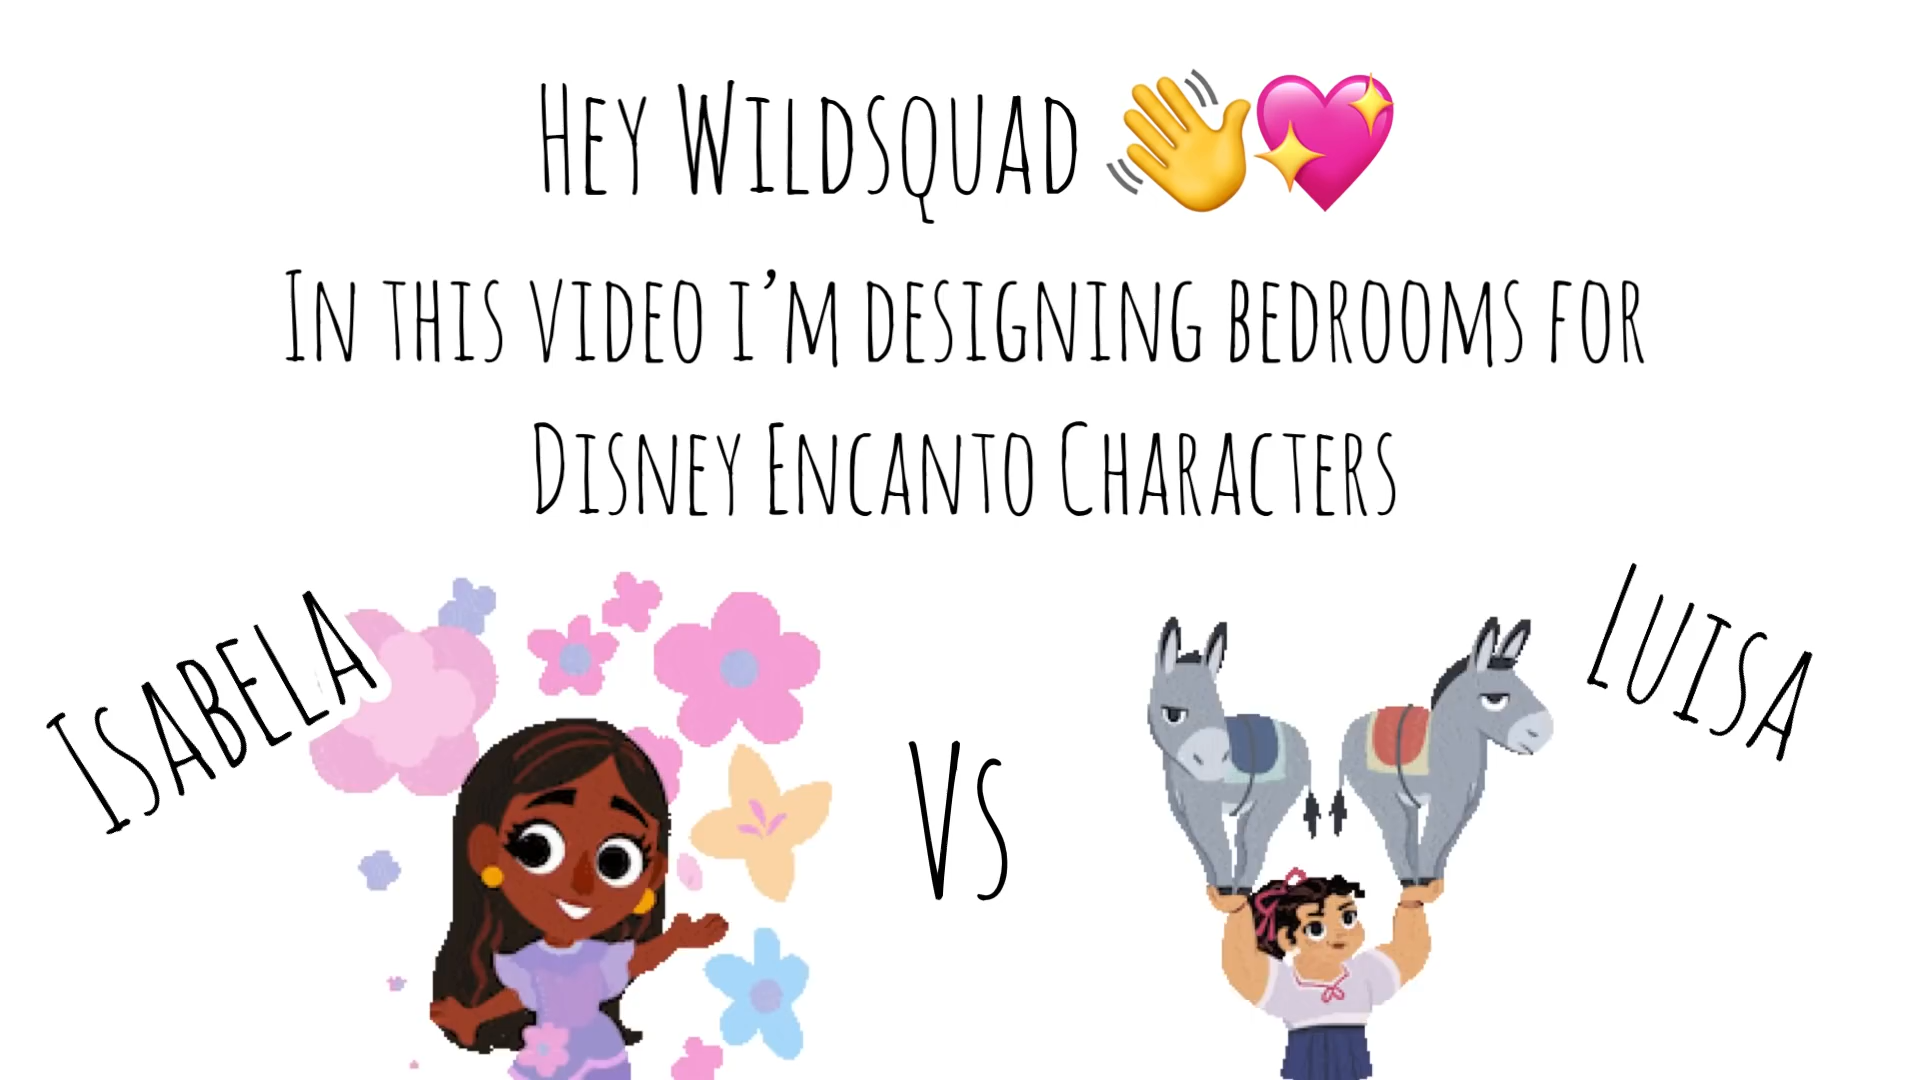 Hey Wildsquad 👋💖
In this video i'm designing bedrooms for
Disney Encanto Characters
Isabela
Vs
Luisa